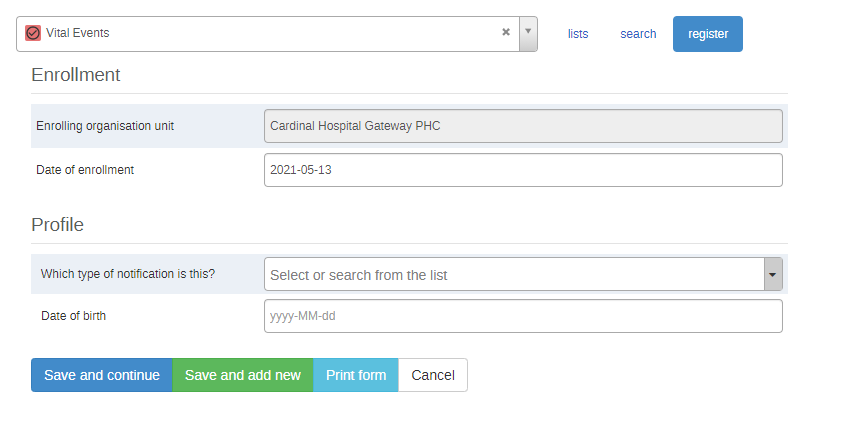 Vital Events
lists
search
register
Enrollment
Enrolling organisation unit
Cardinal Hospital Gateway PHC
Date of enrollment
2021-05-13
Profile
Which type of notification is this?
Select or search from the list
Date of birth
yyyy-MM-dd
Save and continue
Save and add new
Print form
Cancel